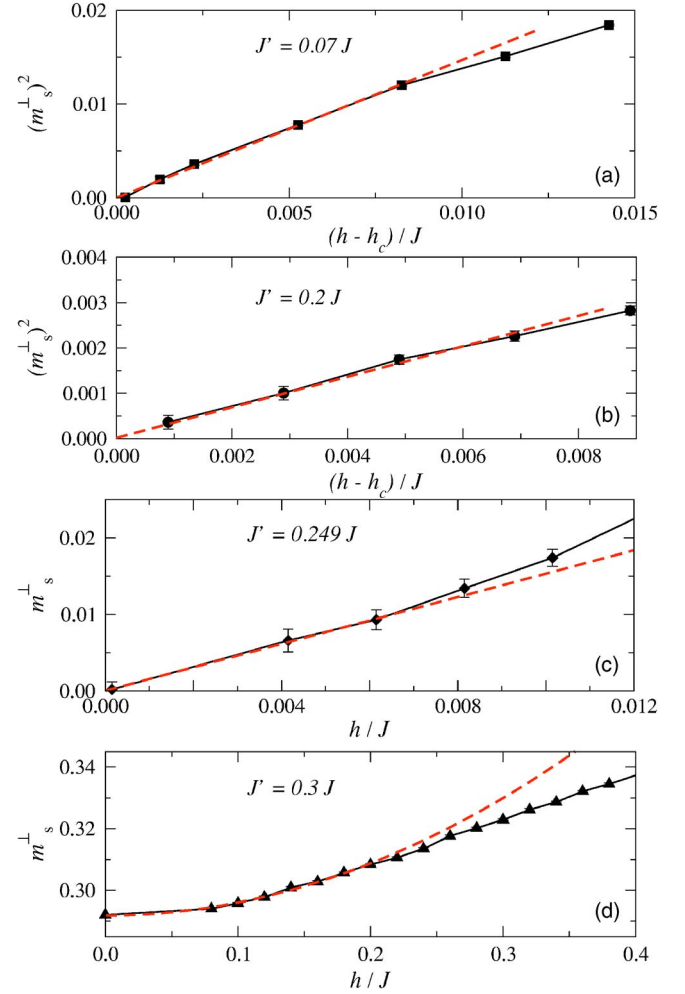 0.02
J' = 0.07 J
(m⊥s)2
0.01
0.00
(a)
0.000 0.005 0.010 0.015
(h - hc) / J
0.004
J' = 0.2 J
0.003
(m⊥s)2
0.002
0.001
0.000
(b)
0.000 0.002 0.004 0.006 0.008
(h - hc) / J
J' = 0.249 J
0.02
m⊥s
0.01
0.00
(c)
0.000 0.004 0.008 0.012
h / J
0.34
J' = 0.3 J
m⊥s
0.32
0.30
(d)
0.0 0.1 0.2 0.3 0.4
h / J